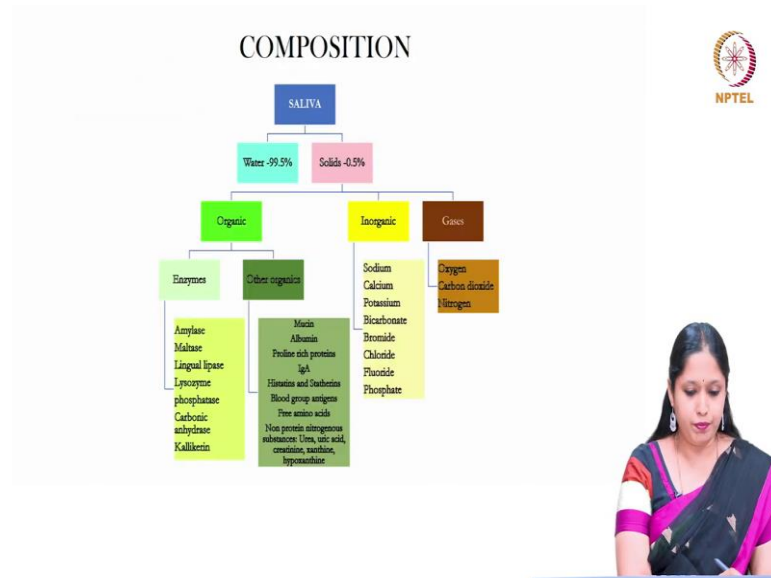 COMPOSITION
NPTEL
SALIVA
Water -99.5%
Solids -0.5%
Organic
Inorganic
Gases
Enzymes
Other organics
Amylase
Maltase
Lingual lipase
Lysozyme
phosphatase
Carbonic
anhydrase
Kallikerin
Mucin
Albumin
Proline rich proteins
IgA
Histatins and Statherins
Blood group antigens
Free amino acids
Non protein nitrogenous
substances: Urea, uric acid,
creatinine, xanthine,
hypoxanthine
Sodium
Calcium
Potassium
Bicarbonate
Bromide
Chloride
Fluoride
Phosphate
Oxygen
Carbon dioxide
Nitrogen